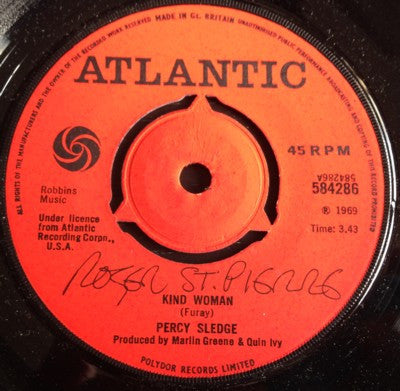 ALL RIGHTS OF THE MANUFACTURERS AND OF THE OWNER OF THE RECORDED WORK RESERVED
MADE IN GT. BRITAIN
UNAUTHORISED PUBLIC PERFORMANCE BROADCASTING AND COPYING OF THIS RECORD PROHIBITED
ATLANTIC
45 RPM
584286A
584286
Robbins
Music
℗ 1969
Under licence
from Atlantic
Recording Corpn.,
U.S.A.
Time: 3.43
ROGER ST. PIERRE
KIND WOMAN
(Furay)
PERCY SLEDGE
Produced by Marlin Greene & Quin Ivy
POLYDOR RECORDS LIMITED